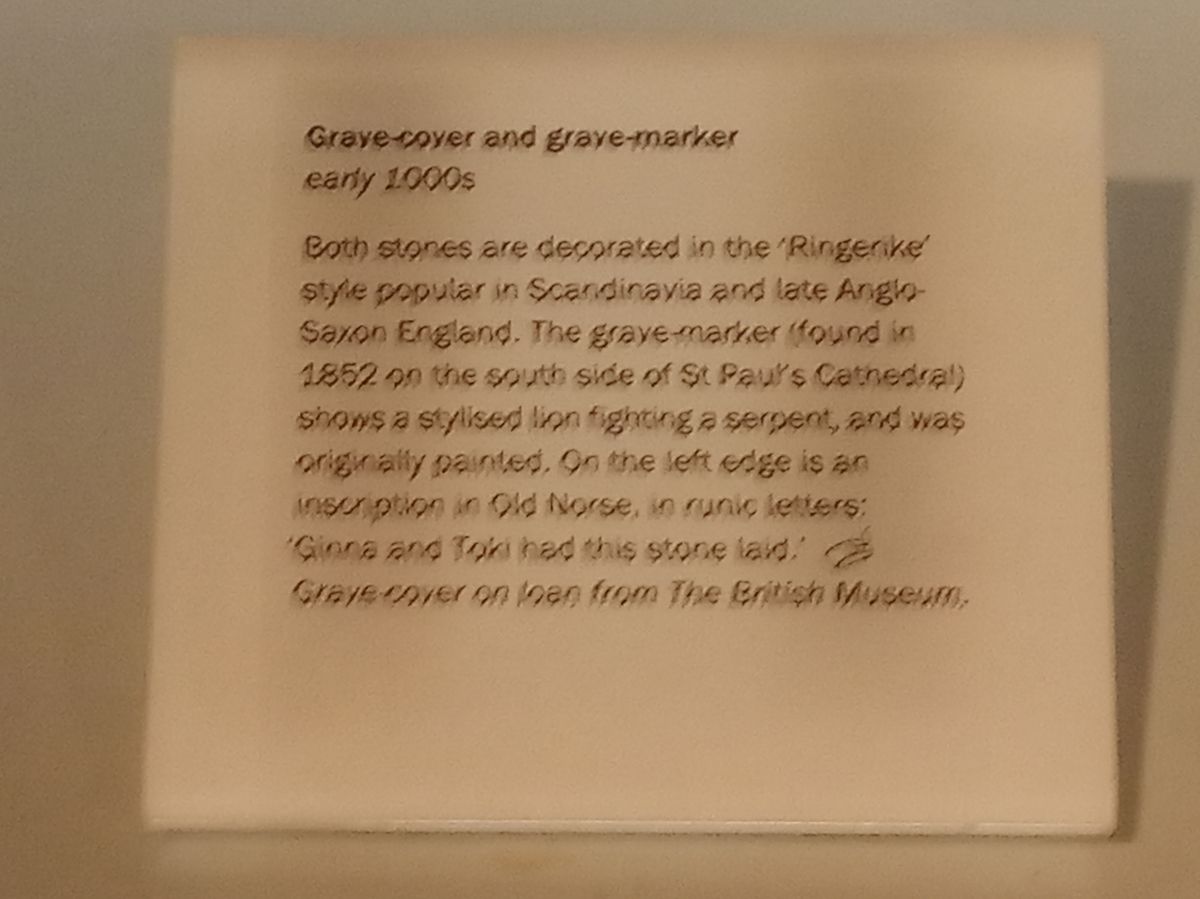 Grave-cover and grave-marker
early 1000s
Both stones are decorated in the ‘Ringerike’
style popular in Scandinavia and late Anglo-
Saxon England. The grave-marker (found in
1852 on the south side of St Paul’s Cathedral)
shows a stylised lion fighting a serpent, and was
originally painted. On the left edge is an
inscription in Old Norse, in runic letters:
‘Ginna and Toki had this stone laid.’
Grave-cover on loan from The British Museum.